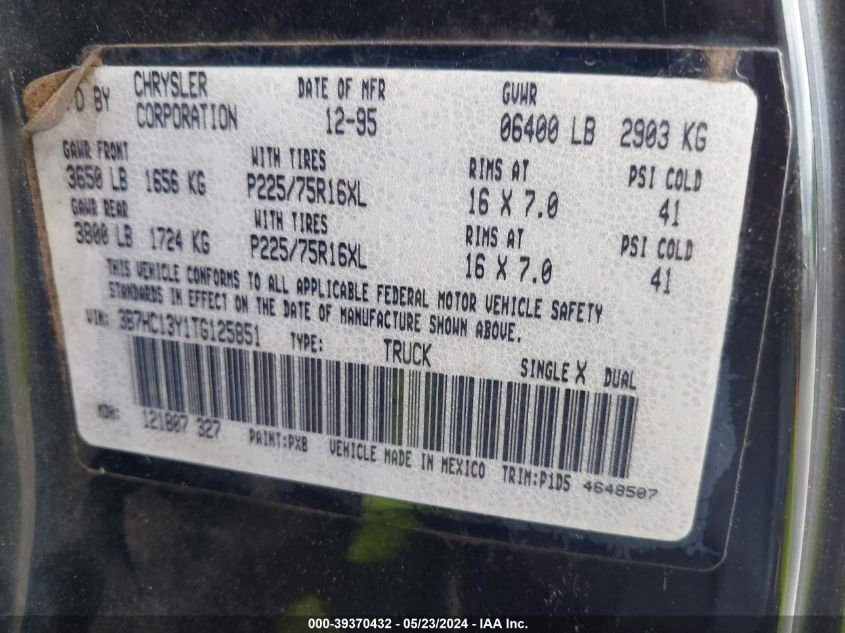 D BY CHRYSLER CORPORATION DATE OF MFR 12-95 GVWR 06400 LB 2903 KG
GAWR FRONT WITH TIRES RIMS AT PSI COLD
3650 LB 1656 KG P225/75R16XL 16 X 7.0 41
GAWR REAR WITH TIRES RIMS AT PSI COLD
3800 LB 1724 KG P225/75R16XL 16 X 7.0 41
THIS VEHICLE CONFORMS TO ALL APPLICABLE FEDERAL MOTOR VEHICLE SAFETY
STANDARDS IN EFFECT ON THE DATE OF MANUFACTURE SHOWN ABOVE.
VIN: 3B7HC13Y1TG125851 TYPE: TRUCK SINGLE X DUAL
MDH: 121807 327 PAINT:PX8 VEHICLE MADE IN MEXICO TRIM:P1D5 4648507
000-39370432 - 05/23/2024 - IAA Inc.